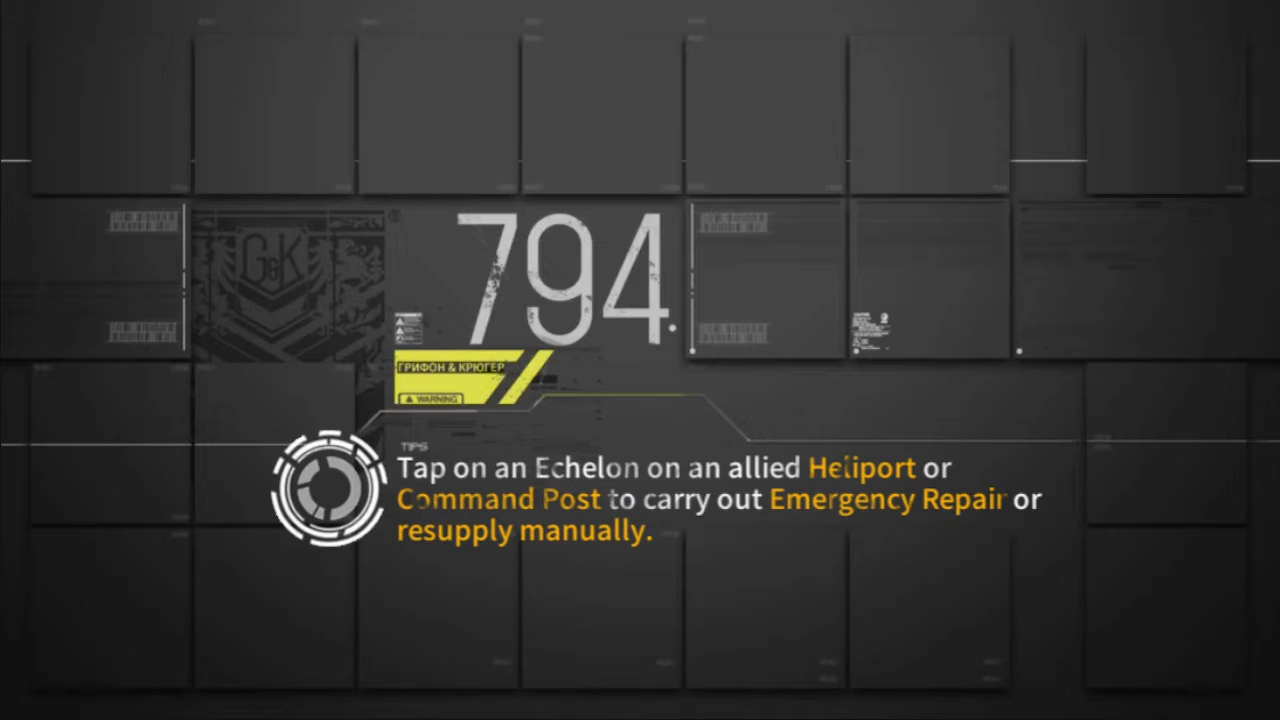 G&K
794.
ГРИФОН & КРЮГЕР
WARNING
TIPS
Tap on an Echelon on an allied Heliport or
Command Post to carry out Emergency Repair or
resupply manually.